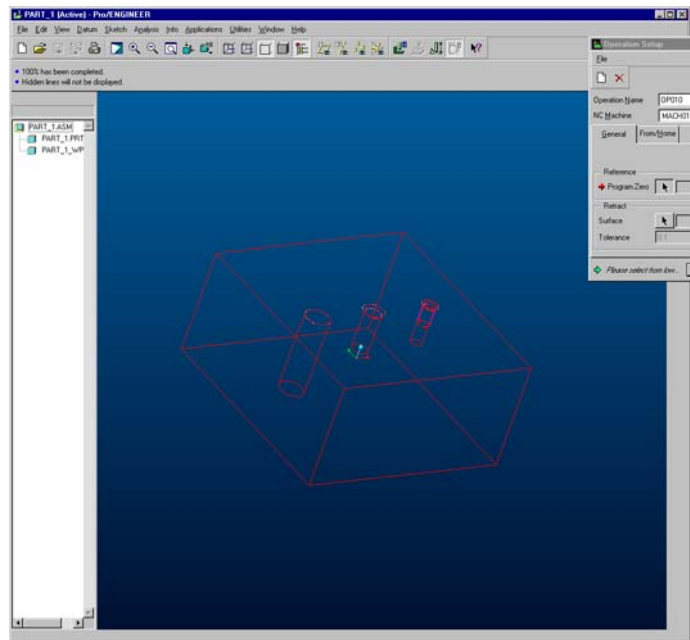 PART_1 (Active) - Pro/ENGINEER
File Edit View Datum Sketch Analysis Info Applications Utilities Window Help
• 100% has been completed.
• Hidden lines will not be displayed.
PART_1.ASM
PART_1.PRT
PART_1_WP
Operation Setup
File
Operation Name OP010
NC Machine MACH01
General From/Home
Reference
Program Zero
Retract
Surface
Tolerance 0.1
Please select from low..